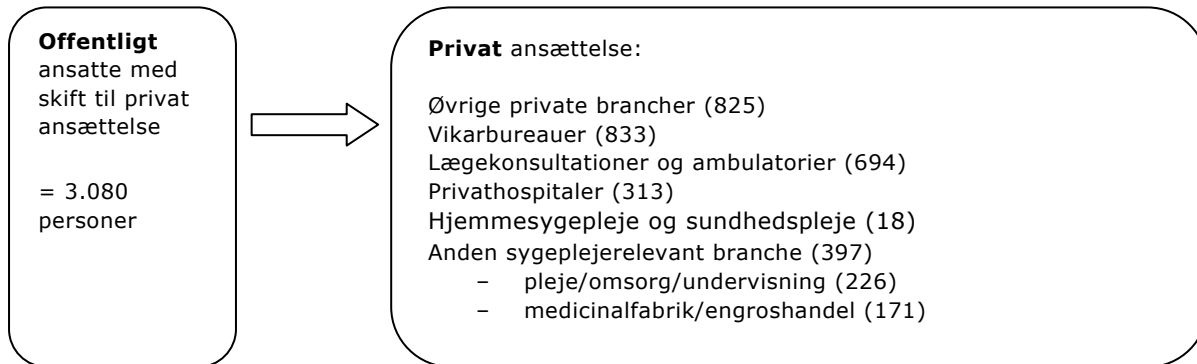 Offentligt
ansatte med
skift til privat
ansættelse
= 3.080
personer
Privat ansættelse:
Øvrige private brancher (825)
Vikarbureauer (833)
Lægekonsultationer og ambulatorier (694)
Privathospitaler (313)
Hjemmesygepleje og sundhedspleje (18)
Anden sygeplejerelevant branche (397)
– pleje/omsorg/undervisning (226)
– medicinalfabrik/engroshandel (171)